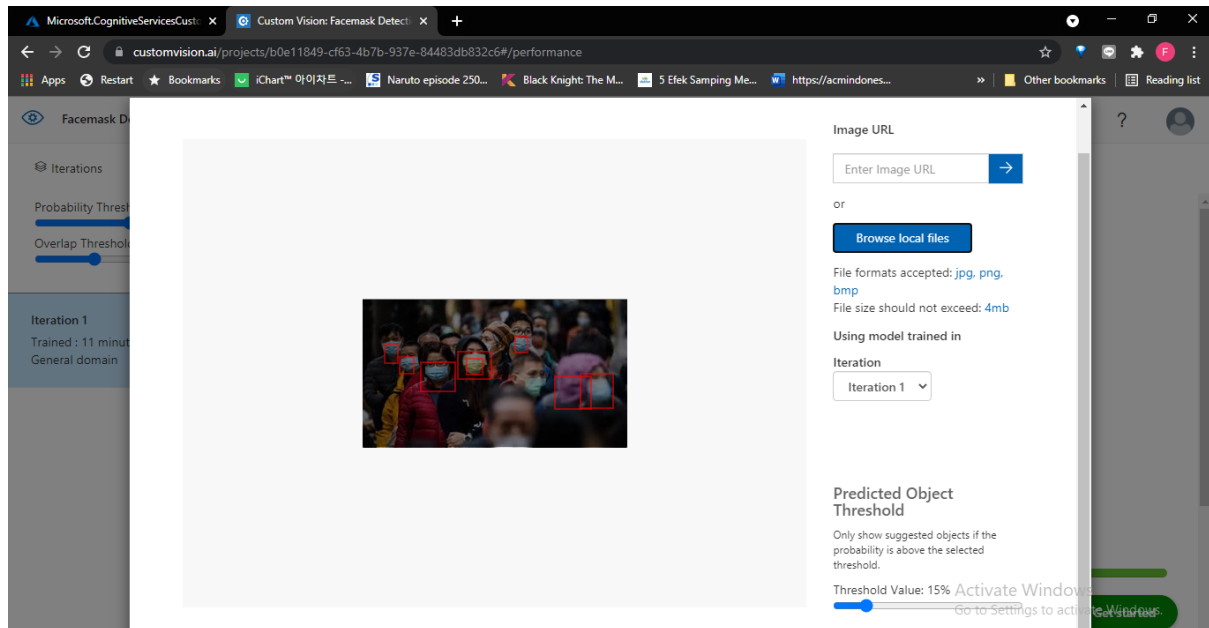 Microsoft.CognitiveServicesCusto
Custom Vision: Facemask Detecti
customvision.ai/projects/b0e11849-cf63-4b7b-937e-84483db832c6#/performance
F
Apps
Restart
Bookmarks
iChart™ 아이차트 -...
Naruto episode 250...
Black Knight: The M...
5 Efek Samping Me...
https://acmindones...
»
Other bookmarks
Reading list
Facemask D
?
Iterations
Probability Thresh
Overlap Threshold
Iteration 1
Trained : 11 minut
General domain
Image URL
Enter Image URL
or
Browse local files
File formats accepted: jpg, png,
bmp
File size should not exceed: 4mb
Using model trained in
Iteration
Iteration 1
Predicted Object
Threshold
Only show suggested objects if the
probability is above the selected
threshold.
Threshold Value: 15%
Activate Windows
Go to Settings to activate Windows.
Get started